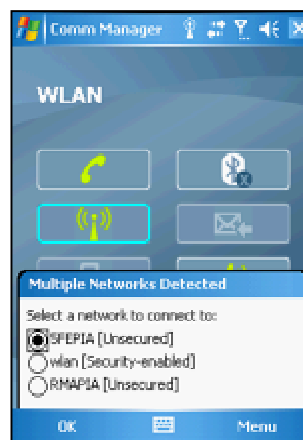 Comm Manager
WLAN
Multiple Networks Detected
Select a network to connect to:
SFEPIA [Unsecured]
wlan [Security-enabled]
RMAPIA [Unsecured]
OK Menu